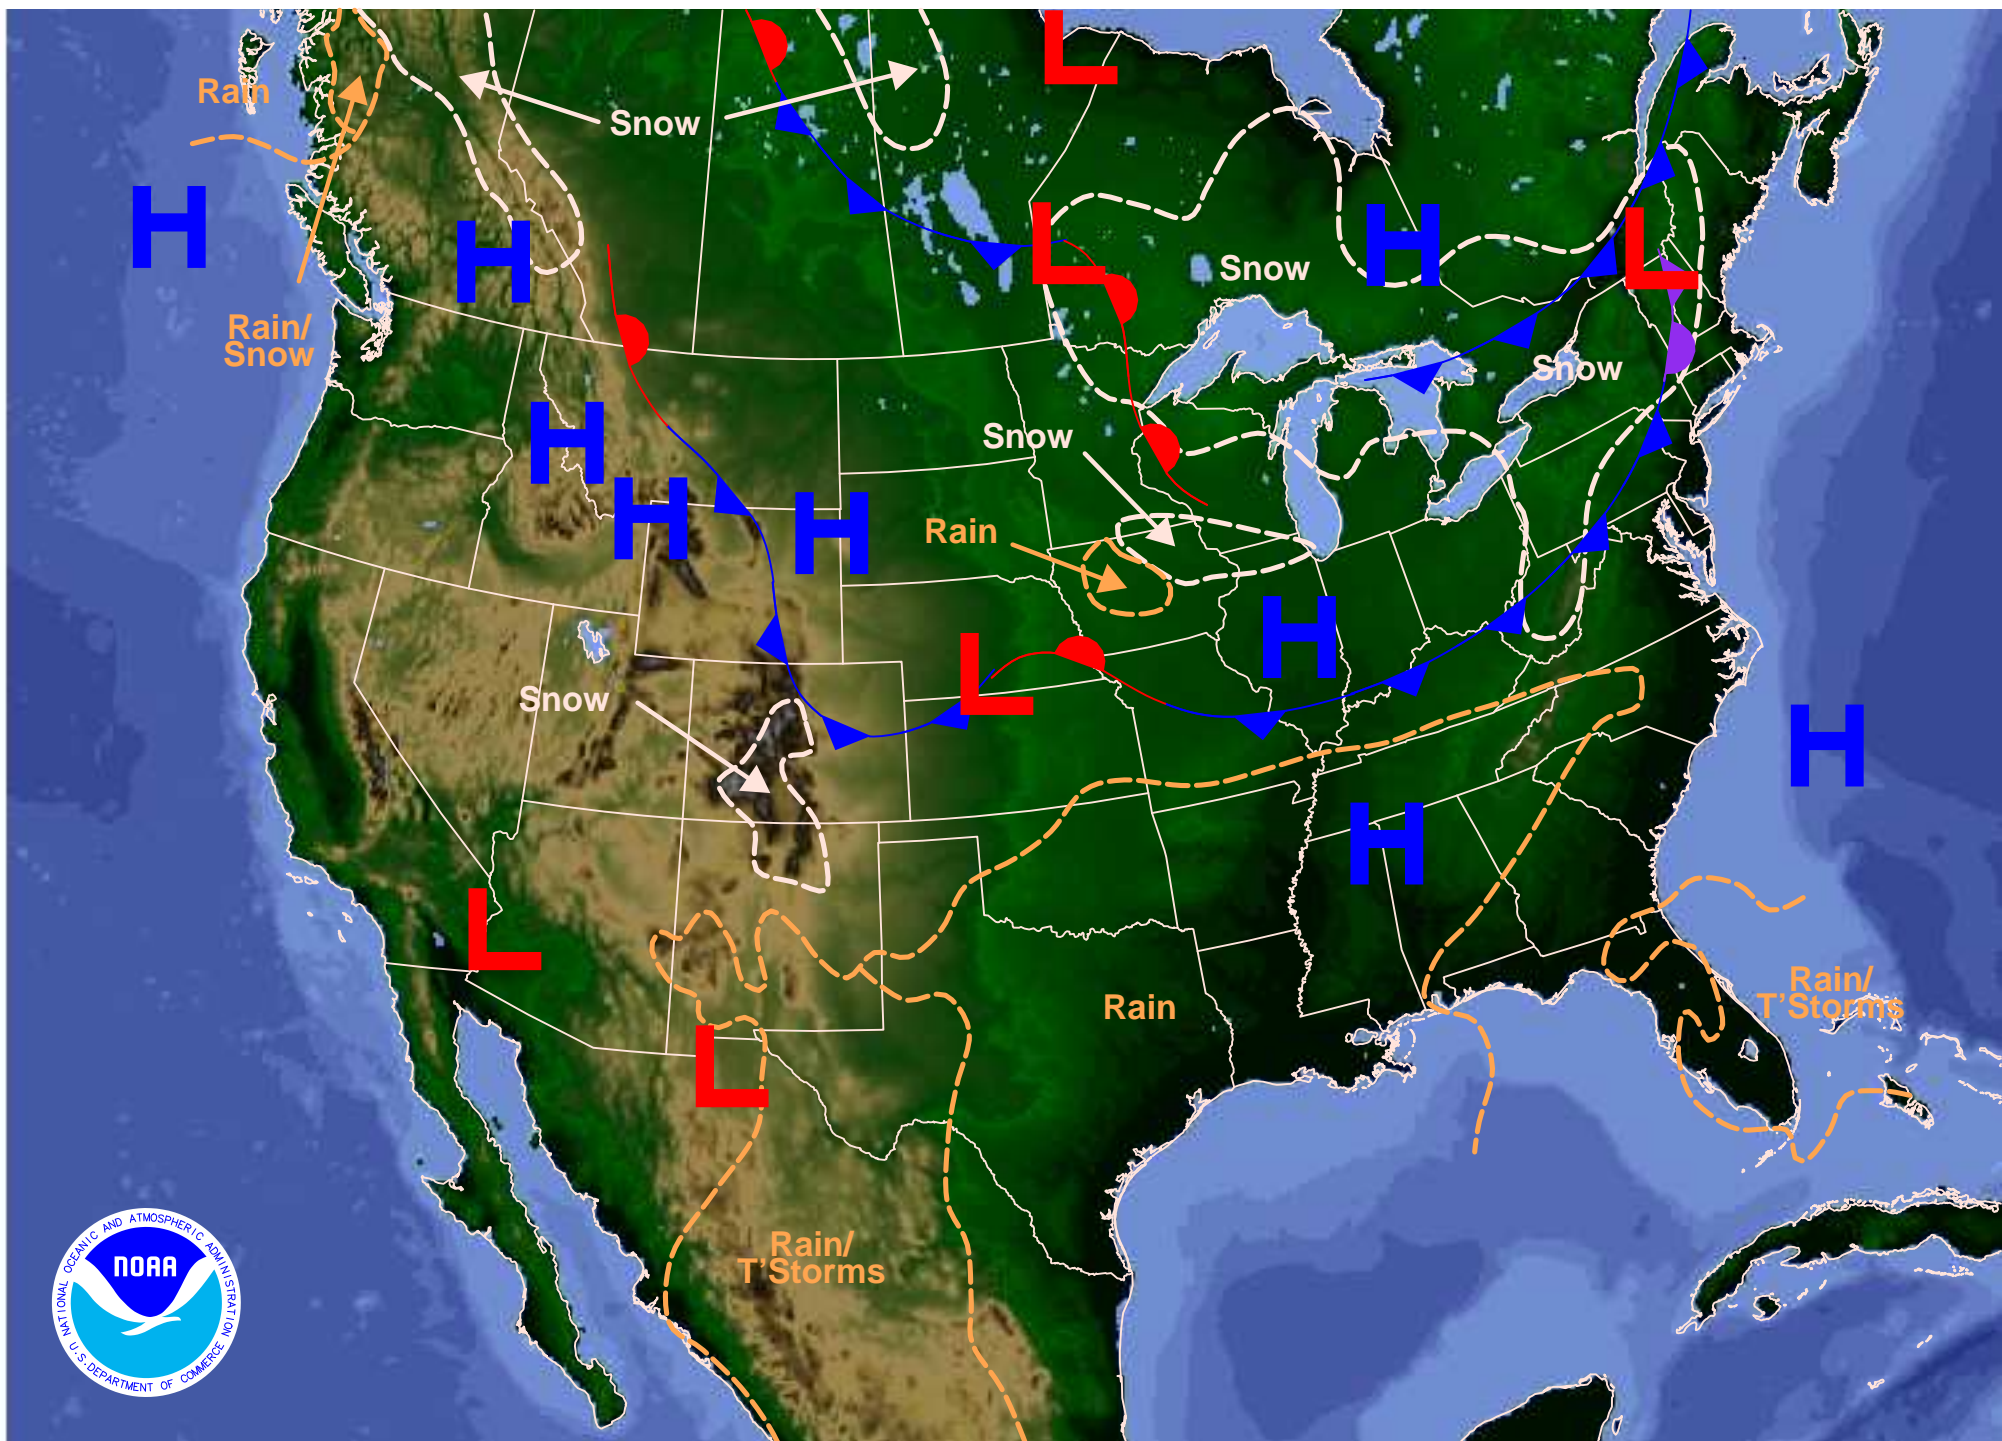 L
Rain
Snow
H
H
L
H
L
Snow
Rain/
Snow
Snow
H
Snow
H
H
Rain
H
L
Snow
H
H
L
Rain/
T'Storms
Rain
L
Rain/
T'Storms
NATIONAL OCEANIC AND ATMOSPHERIC ADMINISTRATION
NOAA
U.S. DEPARTMENT OF COMMERCE
H